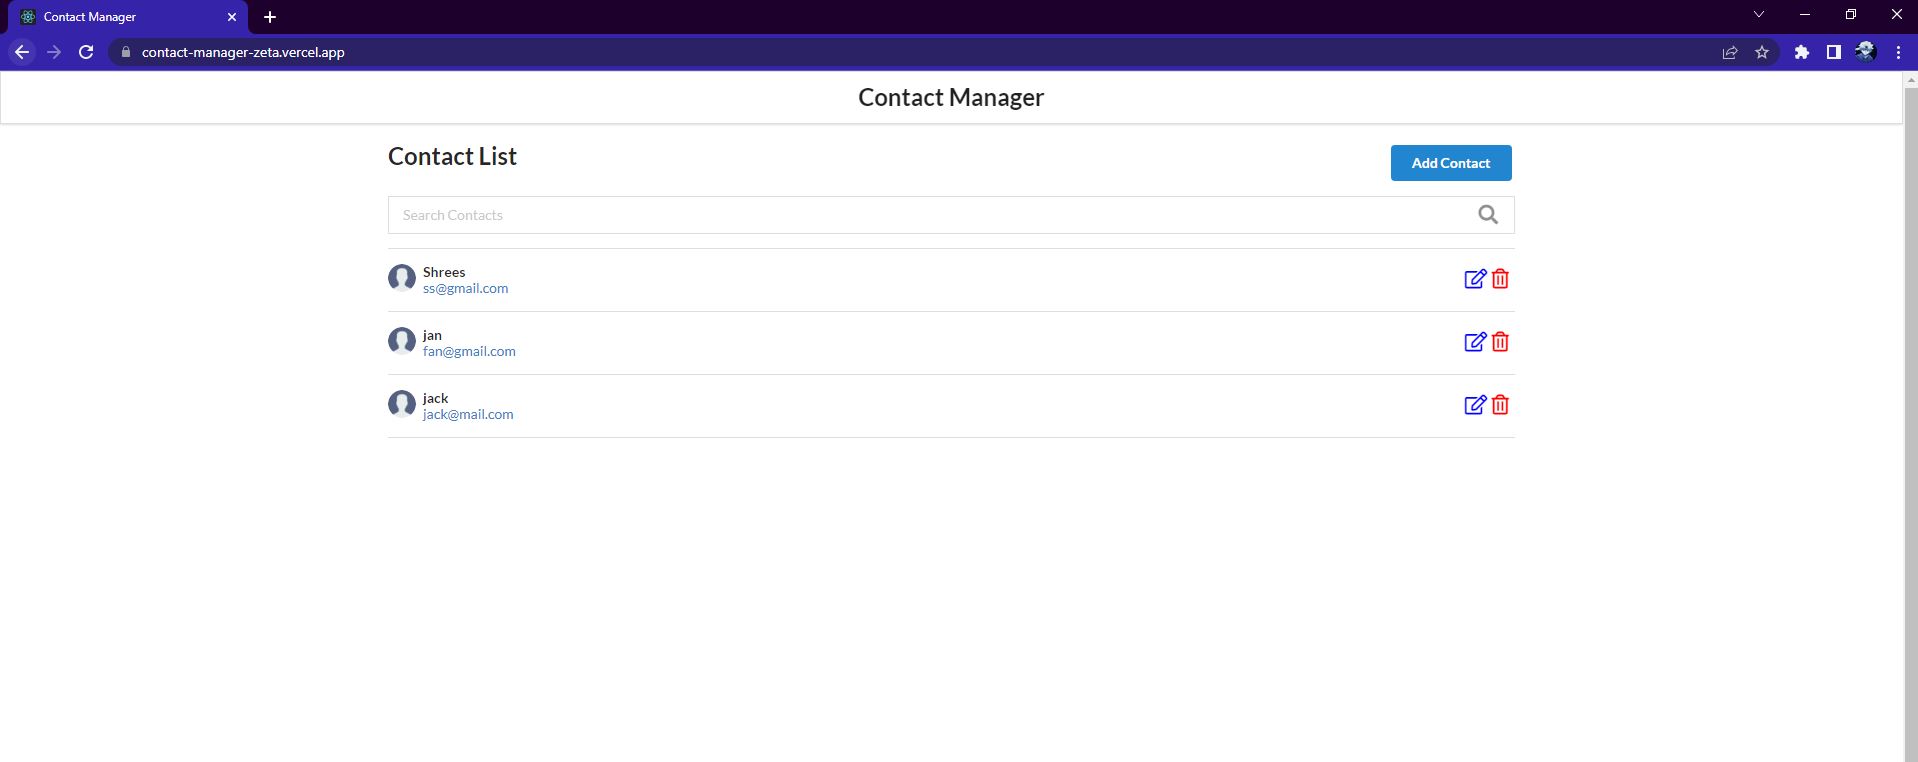 Contact Manager
contact-manager-zeta.vercel.app
Contact Manager
Contact List
Add Contact
Search Contacts
Shrees
ss@gmail.com
jan
fan@gmail.com
jack
jack@mail.com